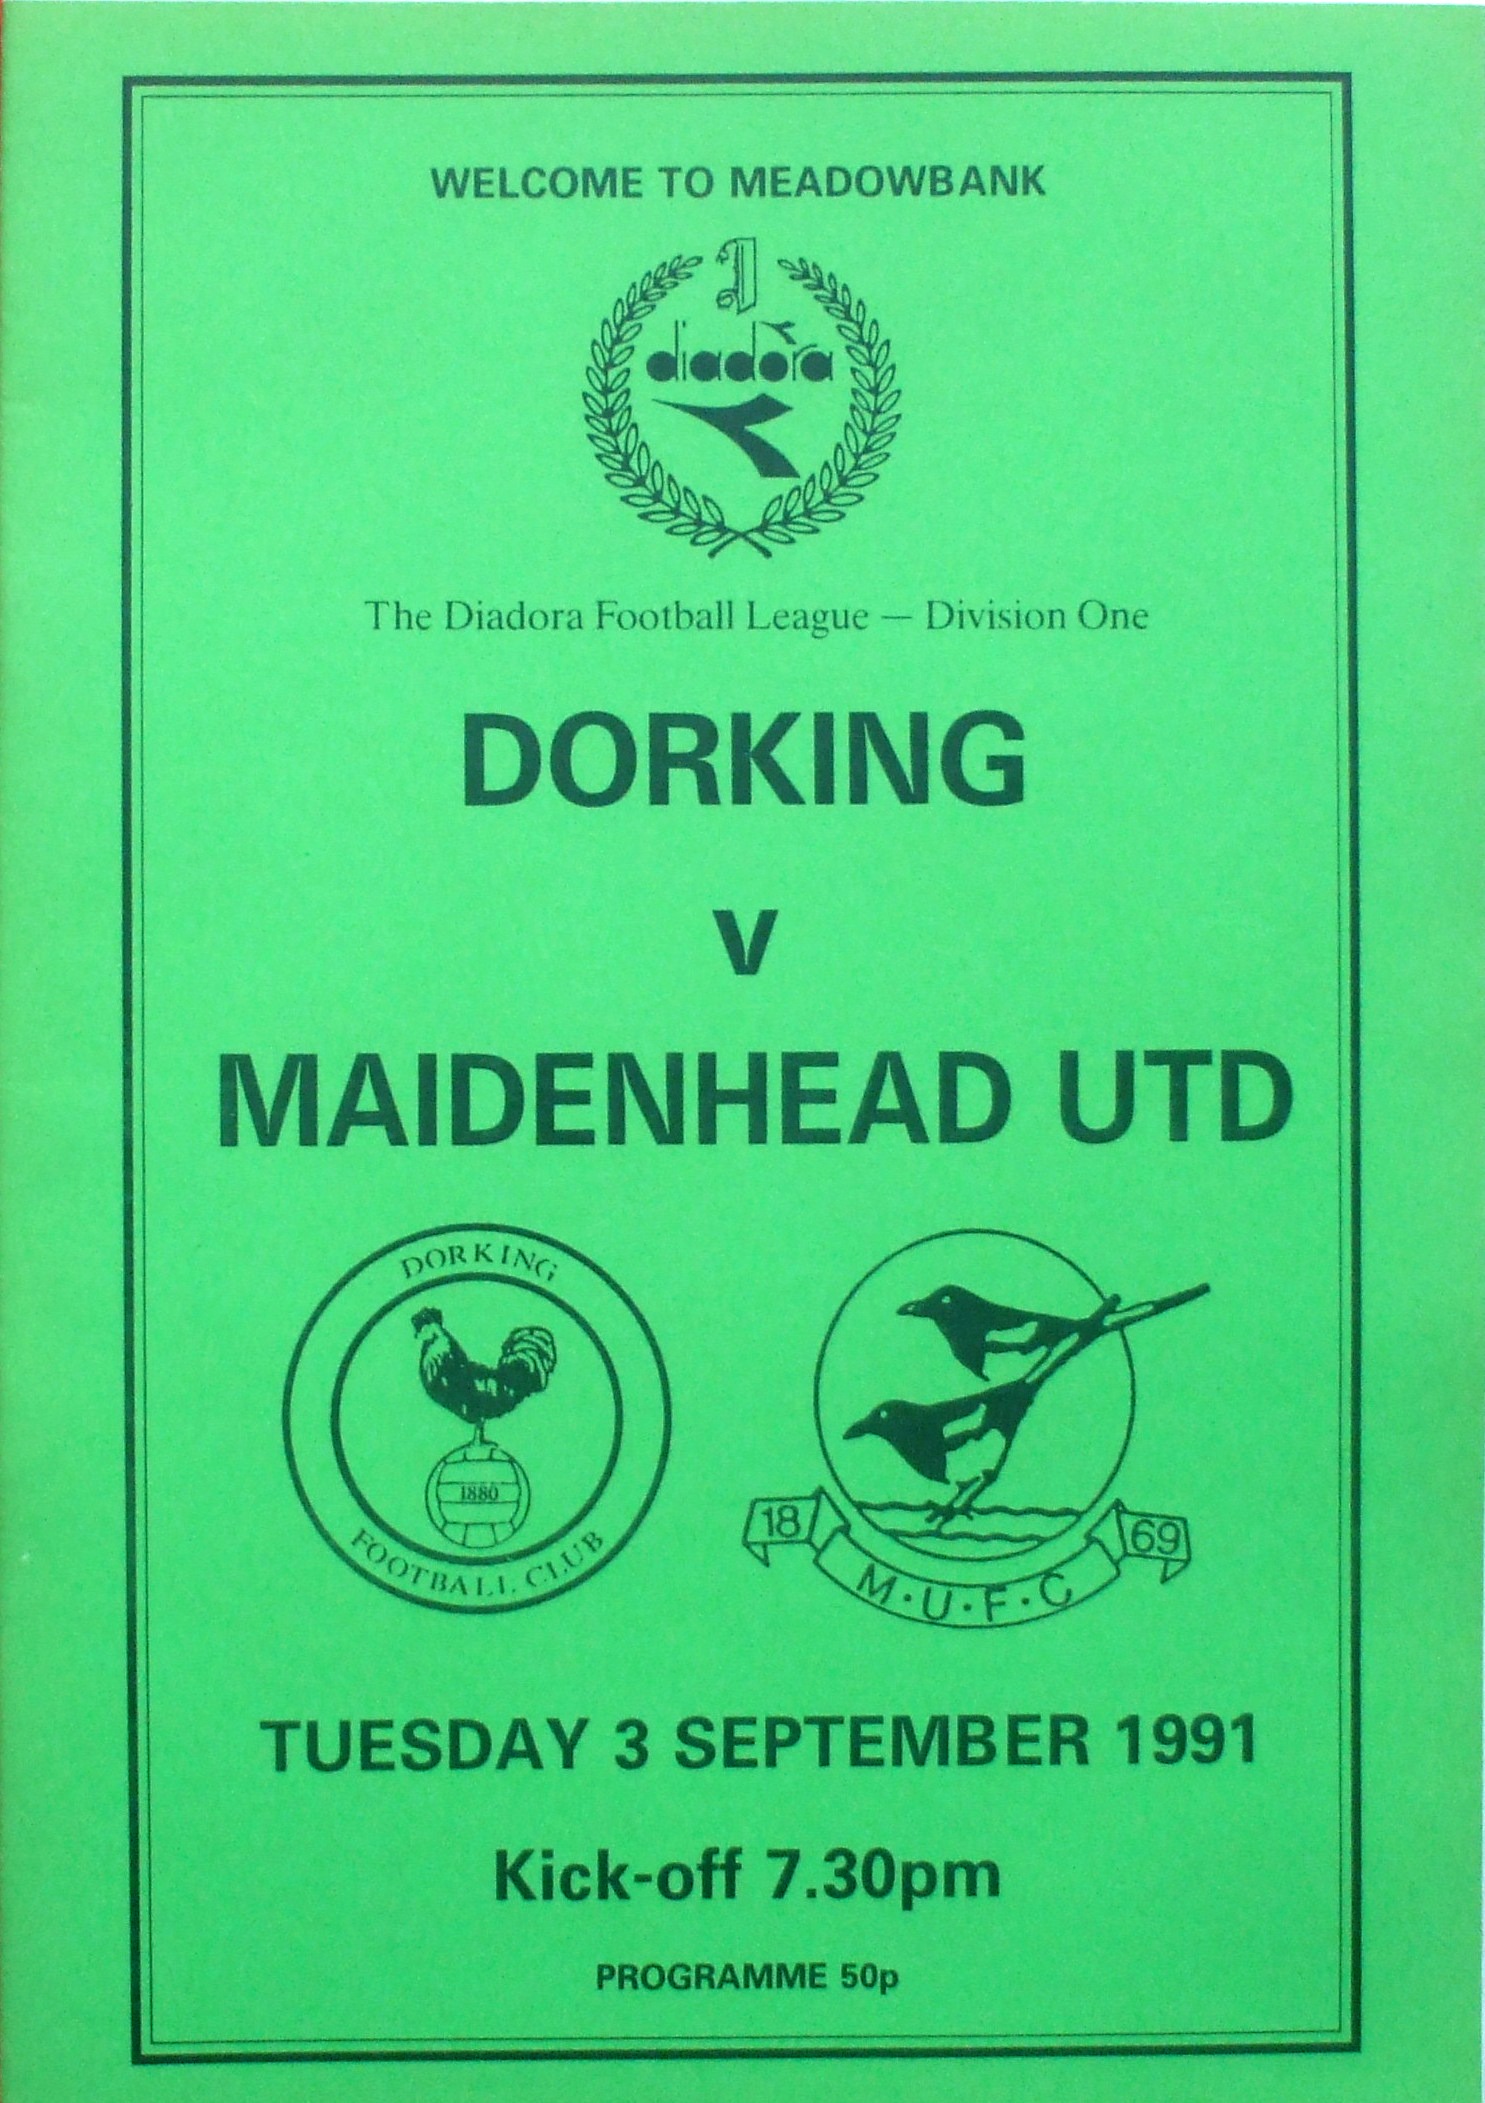 WELCOME TO MEADOWBANK
diadora
The Diadora Football League — Division One
DORKING
v
MAIDENHEAD UTD
DORKING
1880
FOOTBALL CLUB
18
69
M·U·F·C
TUESDAY 3 SEPTEMBER 1991
Kick-off 7.30pm
PROGRAMME 50p